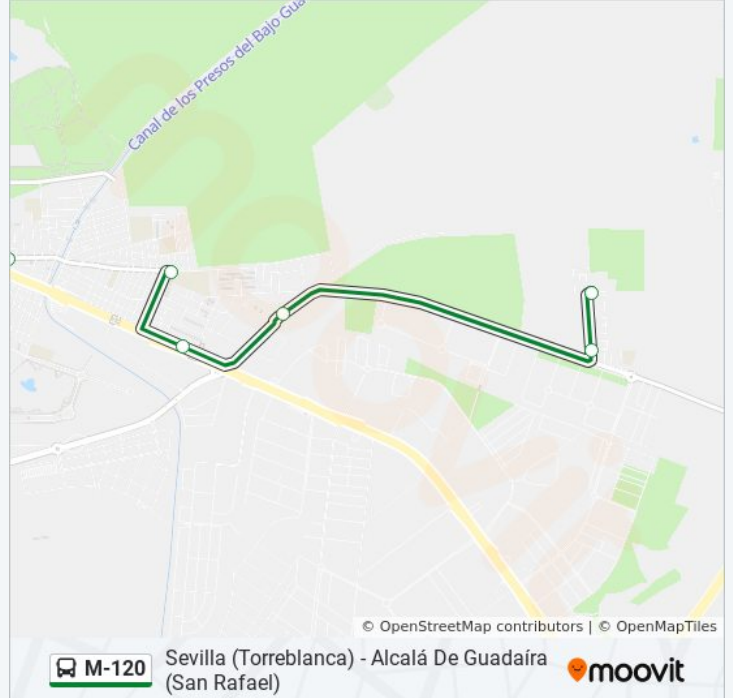 Canal de los Presos del Bajo Gua
© OpenStreetMap contributors | © OpenMapTiles
M-120
Sevilla (Torreblanca) - Alcalá De Guadaíra
(San Rafael)
moovit